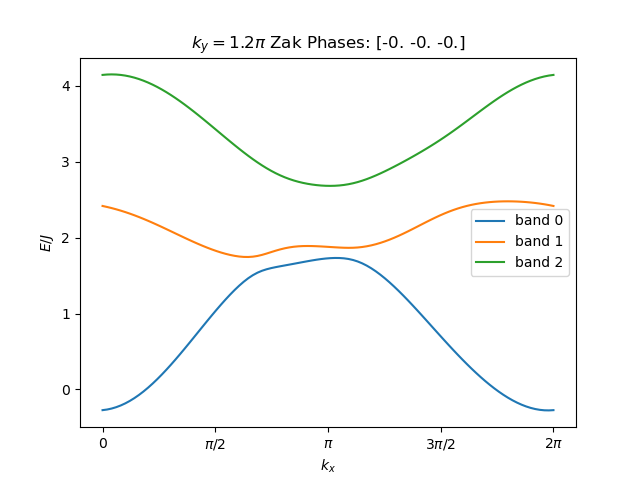 $k_y = 1.2\pi$ Zak Phases: [-0. -0. -0.]
E/J
4
3
2
1
0
band 0
band 1
band 2
0
π/2
π
3π/2
2π
$k_x$